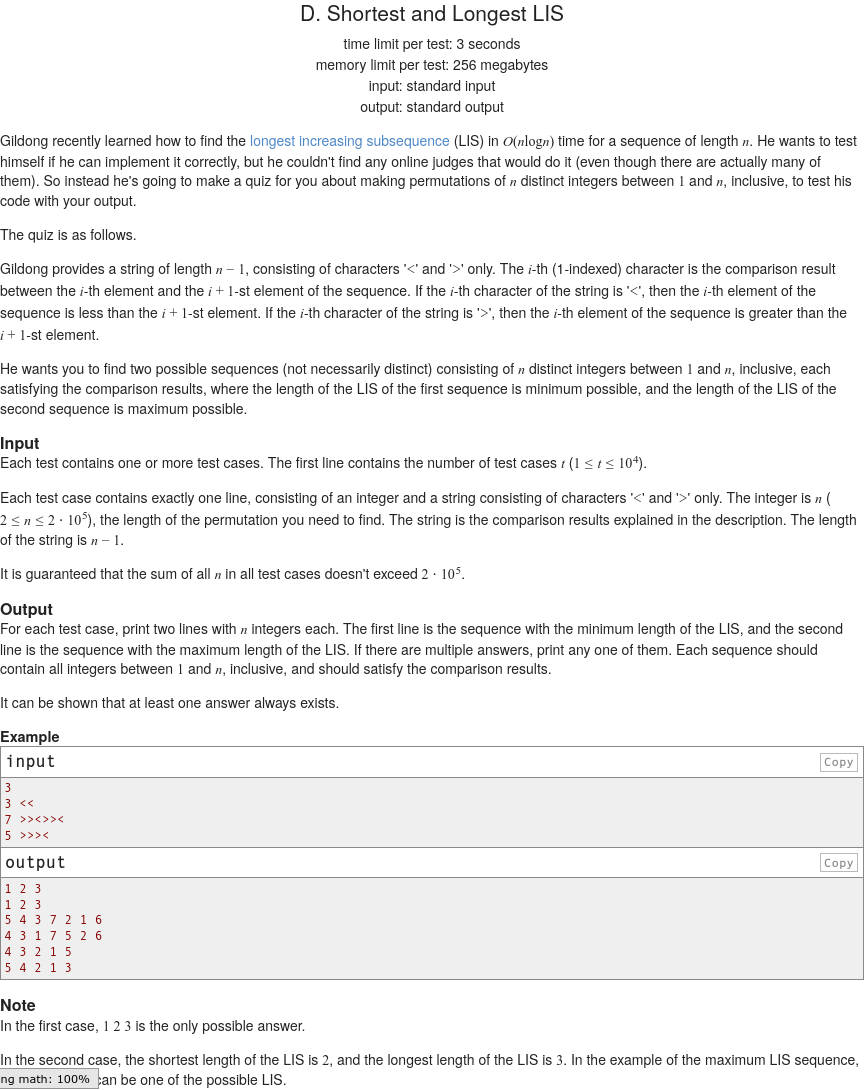 D. Shortest and Longest LIS
time limit per test: 3 seconds
memory limit per test: 256 megabytes
input: standard input
output: standard output
Gildong recently learned how to find the longest increasing subsequence (LIS) in O(nlogn) time for a sequence of length n. He wants to test
himself if he can implement it correctly, but he couldn't find any online judges that would do it (even though there are actually many of
them). So instead he's going to make a quiz for you about making permutations of n distinct integers between 1 and n, inclusive, to test his
code with your output.
The quiz is as follows.
Gildong provides a string of length n − 1, consisting of characters '<' and '>' only. The i-th (1-indexed) character is the comparison result
between the i-th element and the i + 1-st element of the sequence. If the i-th character of the string is '<', then the i-th element of the
sequence is less than the i + 1-st element. If the i-th character of the string is '>', then the i-th element of the sequence is greater than the
i + 1-st element.
He wants you to find two possible sequences (not necessarily distinct) consisting of n distinct integers between 1 and n, inclusive, each
satisfying the comparison results, where the length of the LIS of the first sequence is minimum possible, and the length of the LIS of the
second sequence is maximum possible.
Input
Each test contains one or more test cases. The first line contains the number of test cases t (1 ≤ t ≤ 10⁴).
Each test case contains exactly one line, consisting of an integer and a string consisting of characters '<' and '>' only. The integer is n (
2 ≤ n ≤ 2 · 10⁵), the length of the permutation you need to find. The string is the comparison results explained in the description. The length
of the string is n − 1.
It is guaranteed that the sum of all n in all test cases doesn't exceed 2 · 10⁵.
Output
For each test case, print two lines with n integers each. The first line is the sequence with the minimum length of the LIS, and the second
line is the sequence with the maximum length of the LIS. If there are multiple answers, print any one of them. Each sequence should
contain all integers between 1 and n, inclusive, and should satisfy the comparison results.
It can be shown that at least one answer always exists.
Example
input Copy
3
3 <<
7 >><>><
5 >>><
output Copy
1 2 3
1 2 3
5 4 3 7 2 1 6
4 3 1 7 5 2 6
4 3 2 1 5
5 4 2 1 3
Note
In the first case, 1 2 3 is the only possible answer.
In the second case, the shortest length of the LIS is 2, and the longest length of the LIS is 3. In the example of the maximum LIS sequence,
ng math: 100% can be one of the possible LIS.